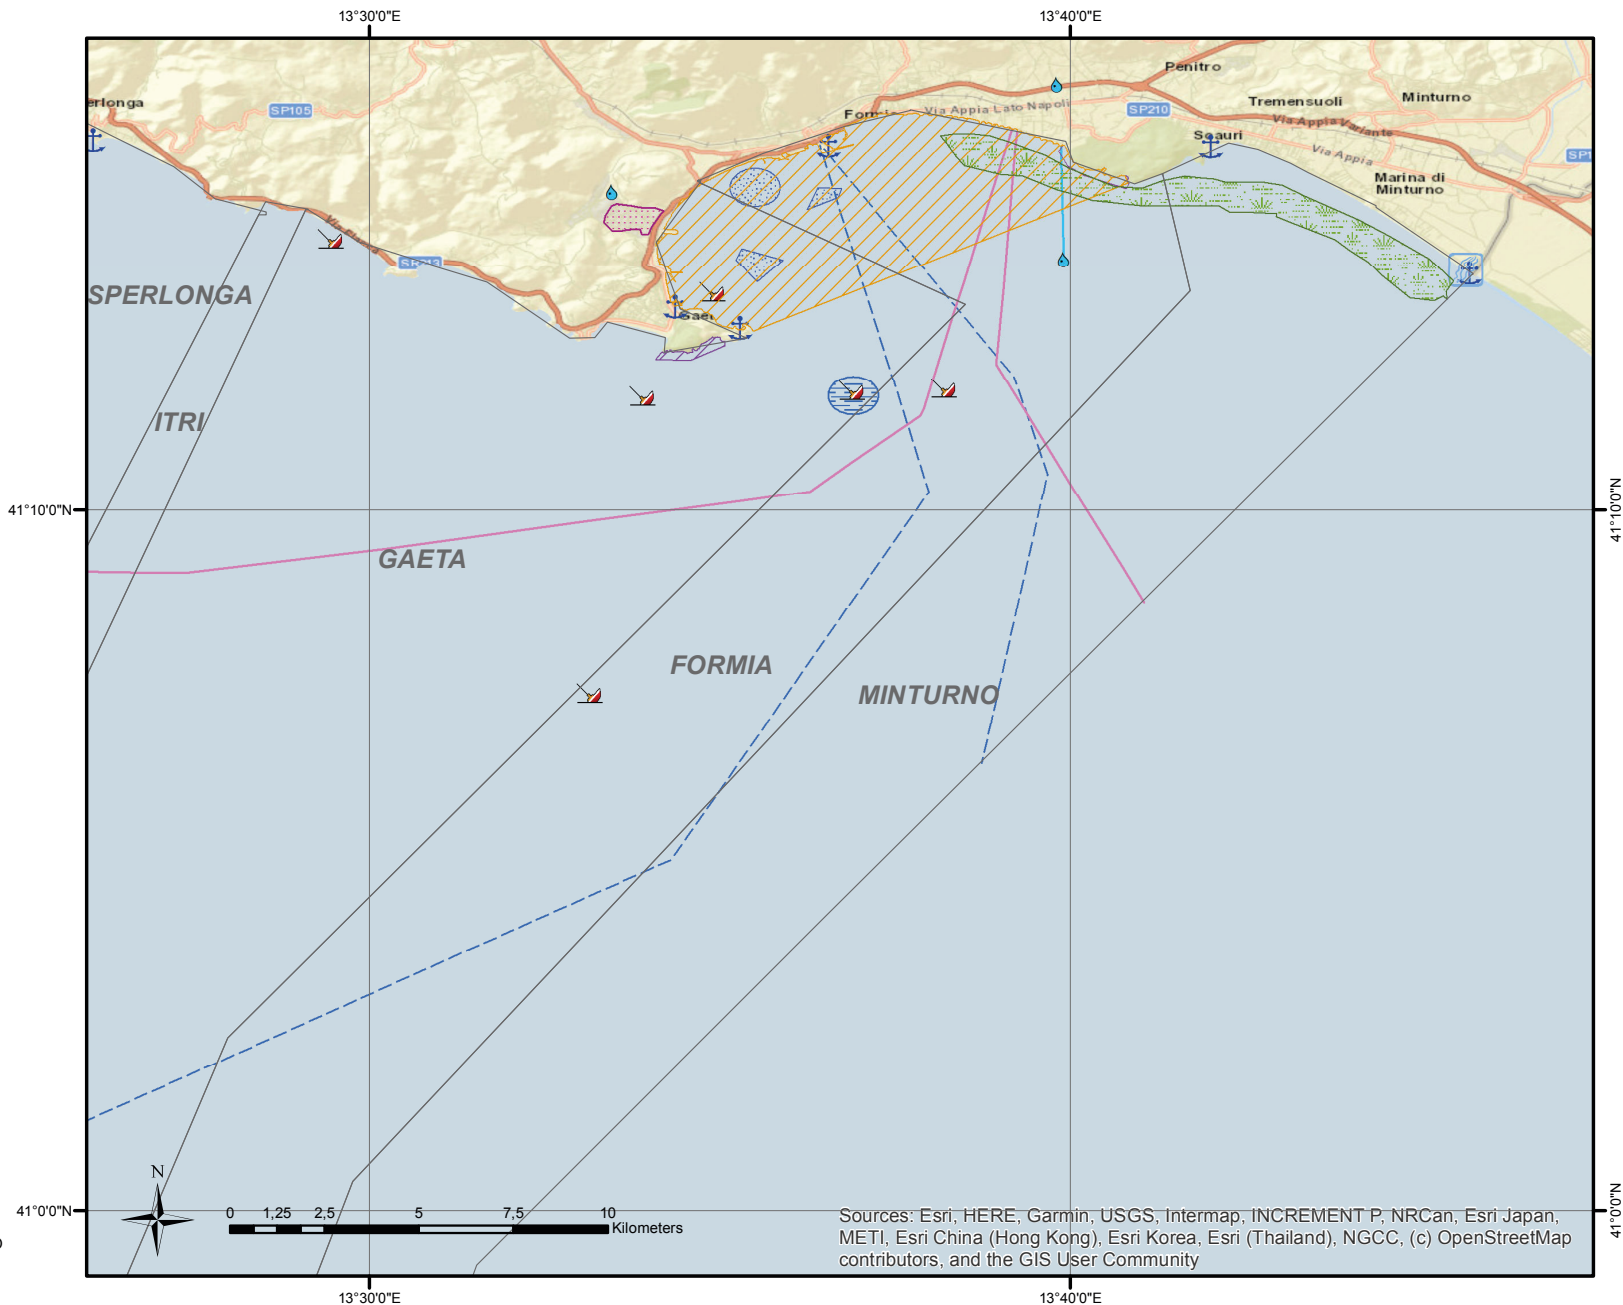 13°30'0"E
13°40'0"E
Penitro
erlonga
SP105
Via Appia Lato Napoli
SP210
Tremensuoli
Minturno
Via Appia Variante
Scauri
Via Appia
SP1
Marina di
Minturno
SPERLONGA
ITRI
41°10'0"N
41°10'0"N
GAETA
FORMIA
MINTURNO
N
0 1,25 2,5 5 7,5 10
Kilometers
41°0'0"N
41°0'0"N
Sources: Esri, HERE, Garmin, USGS, Intermap, INCREMENT P, NRCan, Esri Japan,
METI, Esri China (Hong Kong), Esri Korea, Esri (Thailand), NGCC, (c) OpenStreetMap
contributors, and the GIS User Community
13°30'0"E
13°40'0"E